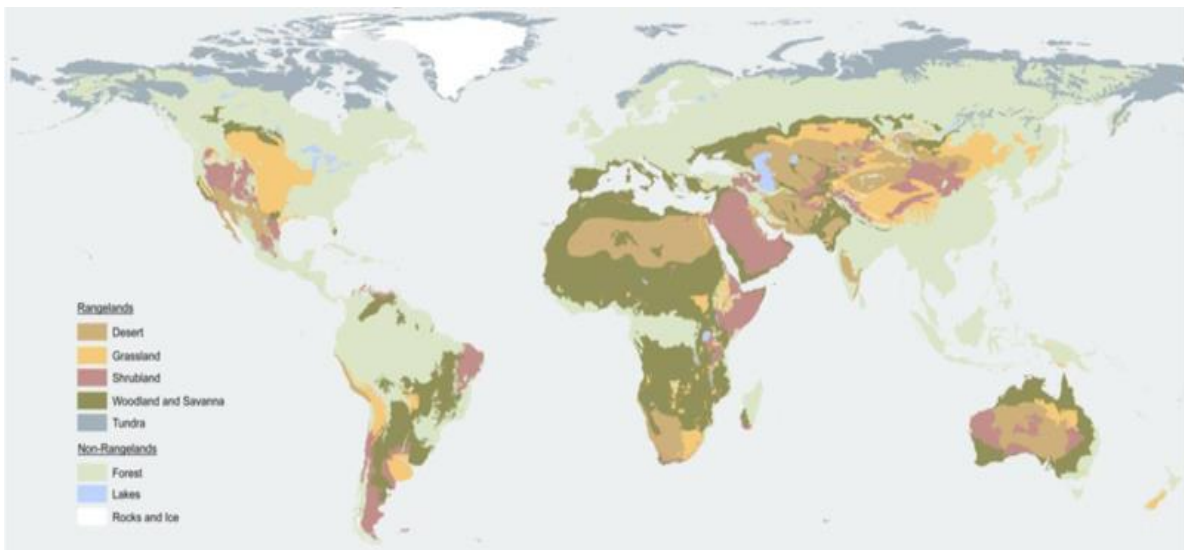 Rangelands
Desert
Grassland
Shrubland
Woodland and Savanna
Tundra
Non-Rangelands
Forest
Lakes
Rocks and Ice